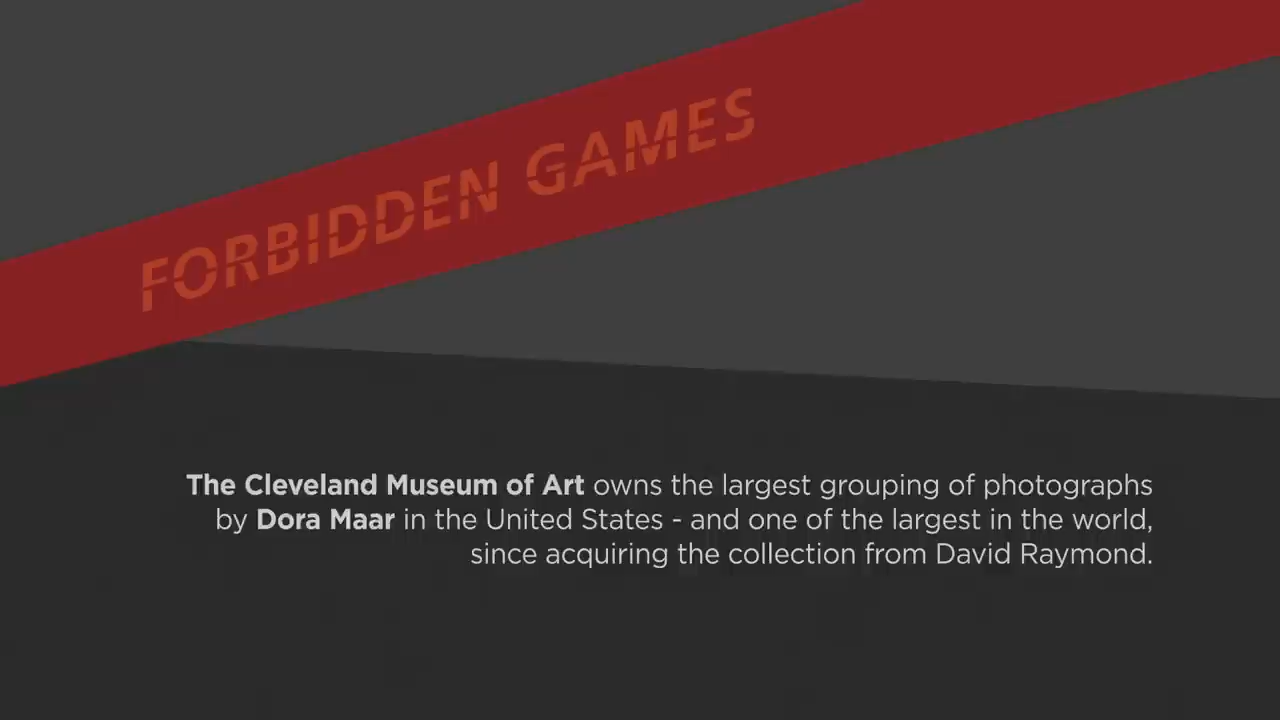 FORBIDDEN GAMES
The Cleveland Museum of Art owns the largest grouping of photographs
by Dora Maar in the United States - and one of the largest in the world,
since acquiring the collection from David Raymond.